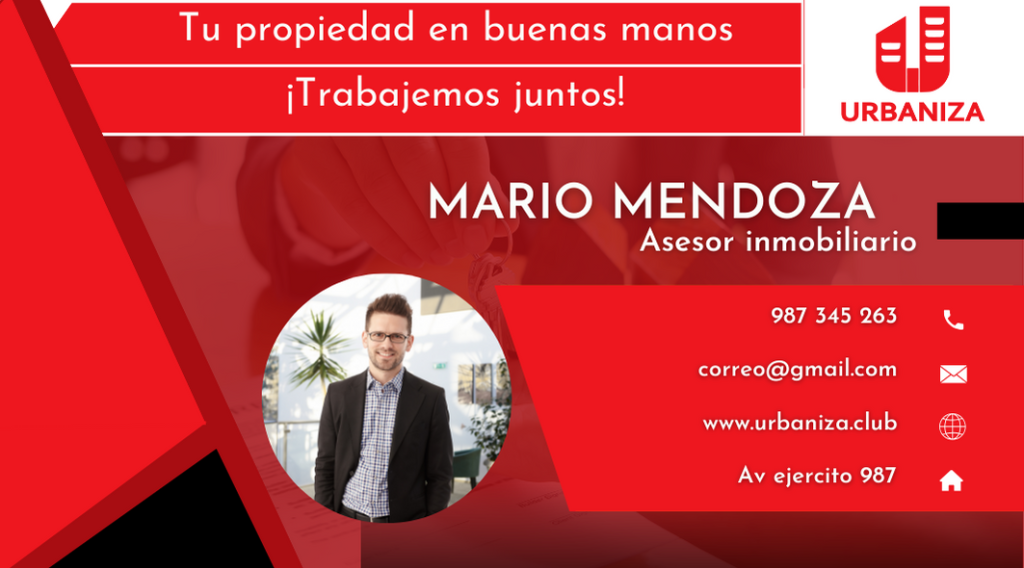 Tu propiedad en buenas manos
¡Trabajemos juntos!
URBANIZA
MARIO MENDOZA
Asesor inmobiliario
987 345 263
correo@gmail.com
www.urbaniza.club
Av ejercito 987